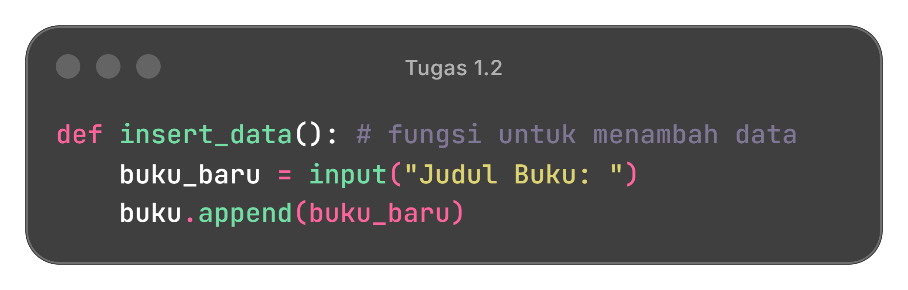 Tugas 1.2
def insert_data(): # fungsi untuk menambah data
    buku_baru = input("Judul Buku: ")
    buku.append(buku_baru)